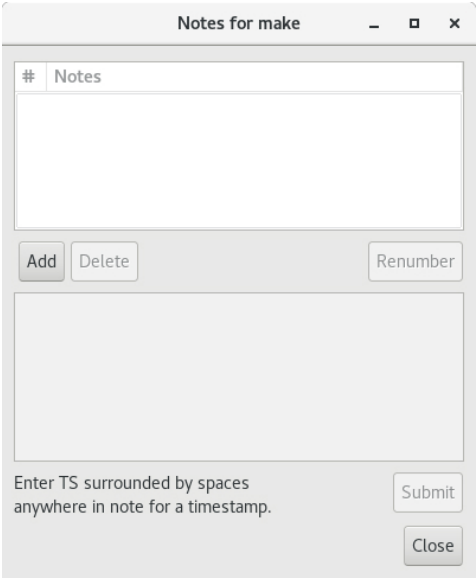 Notes for make
# Notes
Add Delete Renumber
Enter TS surrounded by spaces
anywhere in note for a timestamp.
Submit
Close